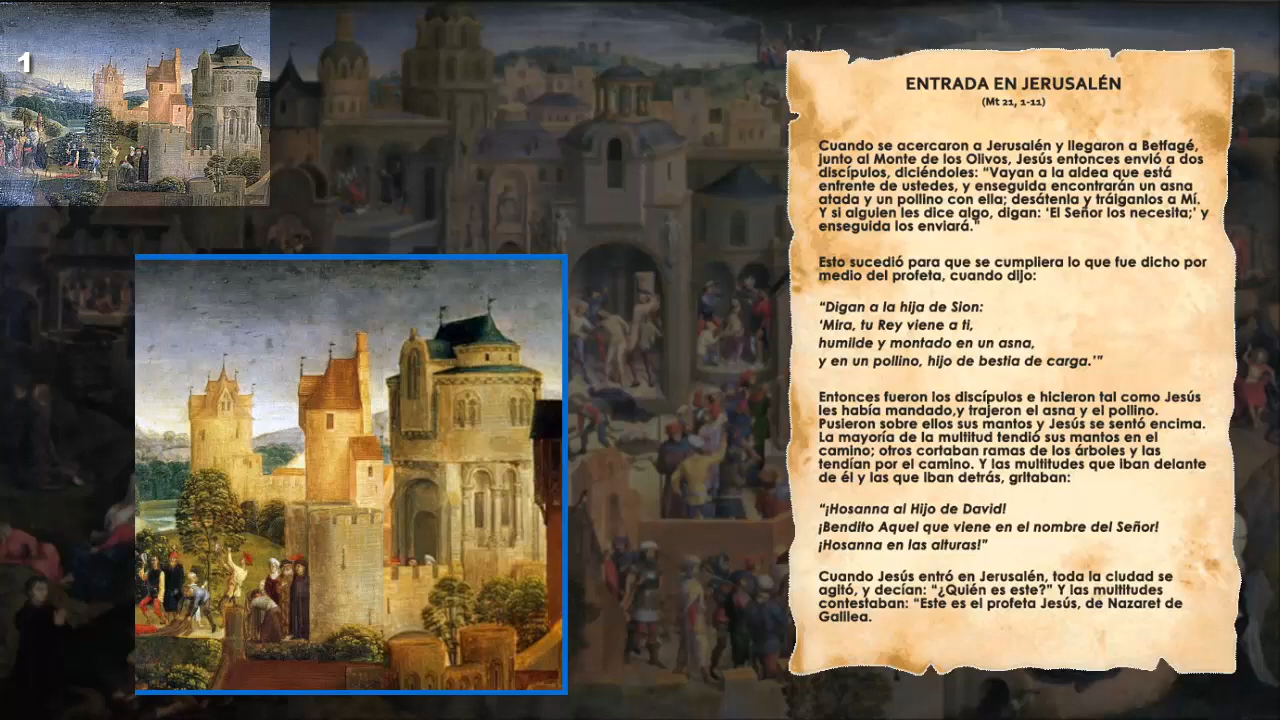 1
ENTRADA EN JERUSALÉN
(Mt 21, 1-11)
Cuando se acercaron a Jerusalén y llegaron a Betfagé,
junto al Monte de los Olivos, Jesús entonces envió a dos
discípulos, diciéndoles: “Vayan a la aldea que está
enfrente de ustedes, y enseguida encontrarán un asna
atada y un pollino con ella; desátenla y tráiganlos a Mí.
Y si alguien les dice algo, digan: ‘El Señor los necesita;’ y
enseguida los enviará.”
Esto sucedió para que se cumpliera lo que fue dicho por
medio del profeta, cuando dijo:
“Digan a la hija de Sion:
‘Mira, tu Rey viene a ti,
humilde y montado en un asna,
y en un pollino, hijo de bestia de carga.’”
Entonces fueron los discípulos e hicieron tal como Jesús
les había mandado,y trajeron el asna y el pollino.
Pusieron sobre ellos sus mantos y Jesús se sentó encima.
La mayoría de la multitud tendió sus mantos en el
camino; otros cortaban ramas de los árboles y las
tendían por el camino. Y las multitudes que iban delante
de él y las que iban detrás, gritaban:
“¡Hosanna al Hijo de David!
¡Bendito Aquel que viene en el nombre del Señor!
¡Hosanna en las alturas!”
Cuando Jesús entró en Jerusalén, toda la ciudad se
agitó, y decían: “¿Quién es este?” Y las multitudes
contestaban: “Este es el profeta Jesús, de Nazaret de
Galilea.